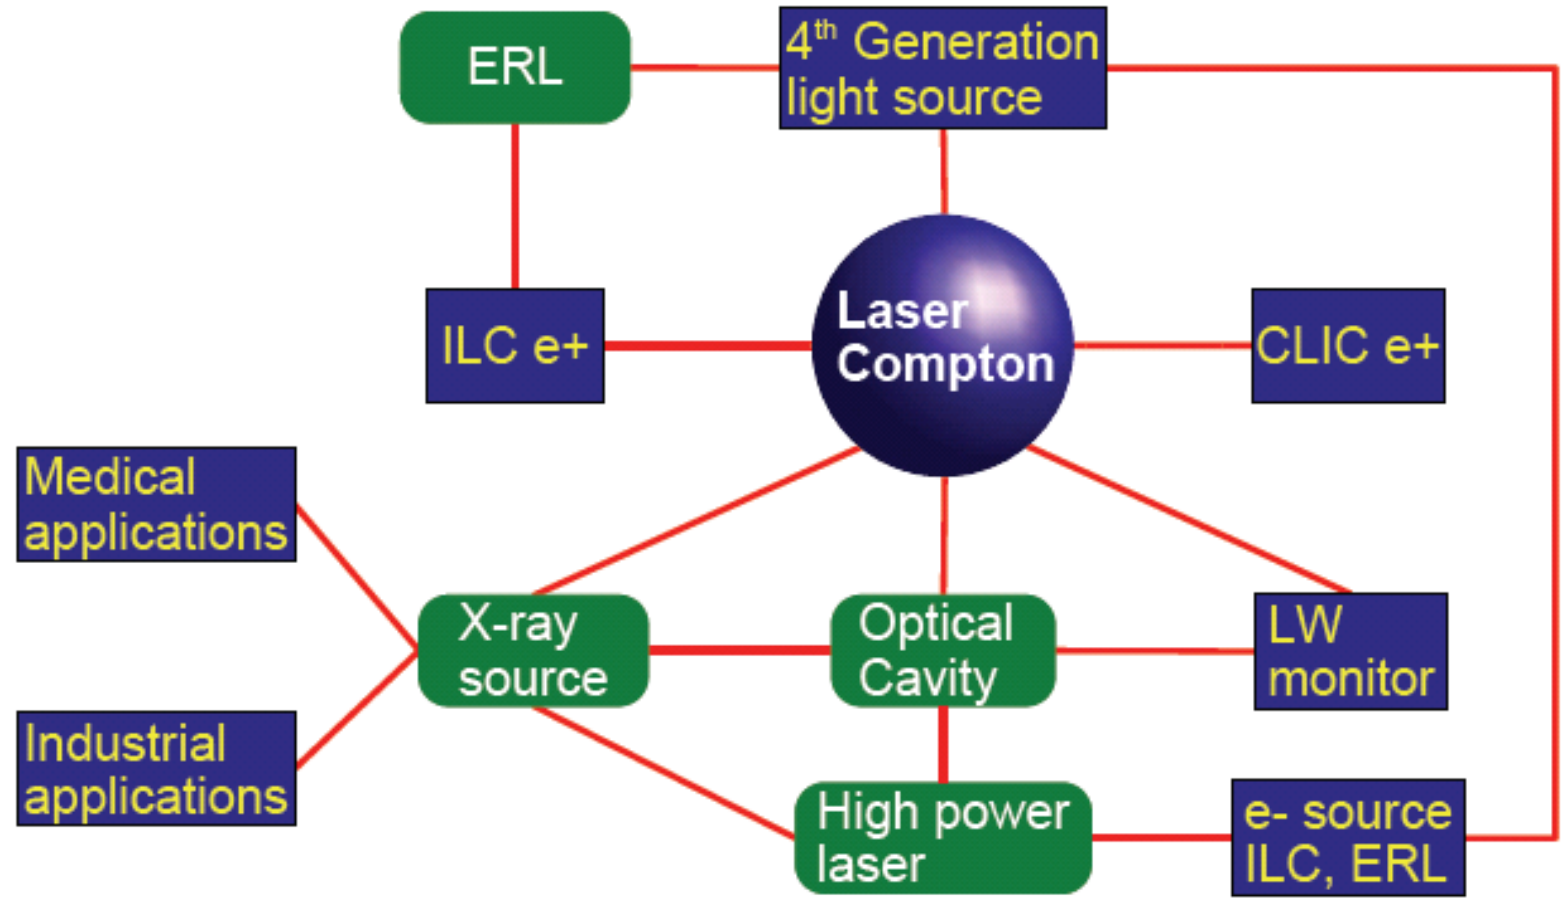 ERL
4th Generation
light source
Laser
Compton
ILC e+
CLIC e+
Medical
applications
X-ray
source
Optical
Cavity
LW
monitor
Industrial
applications
High power
laser
e- source
ILC, ERL